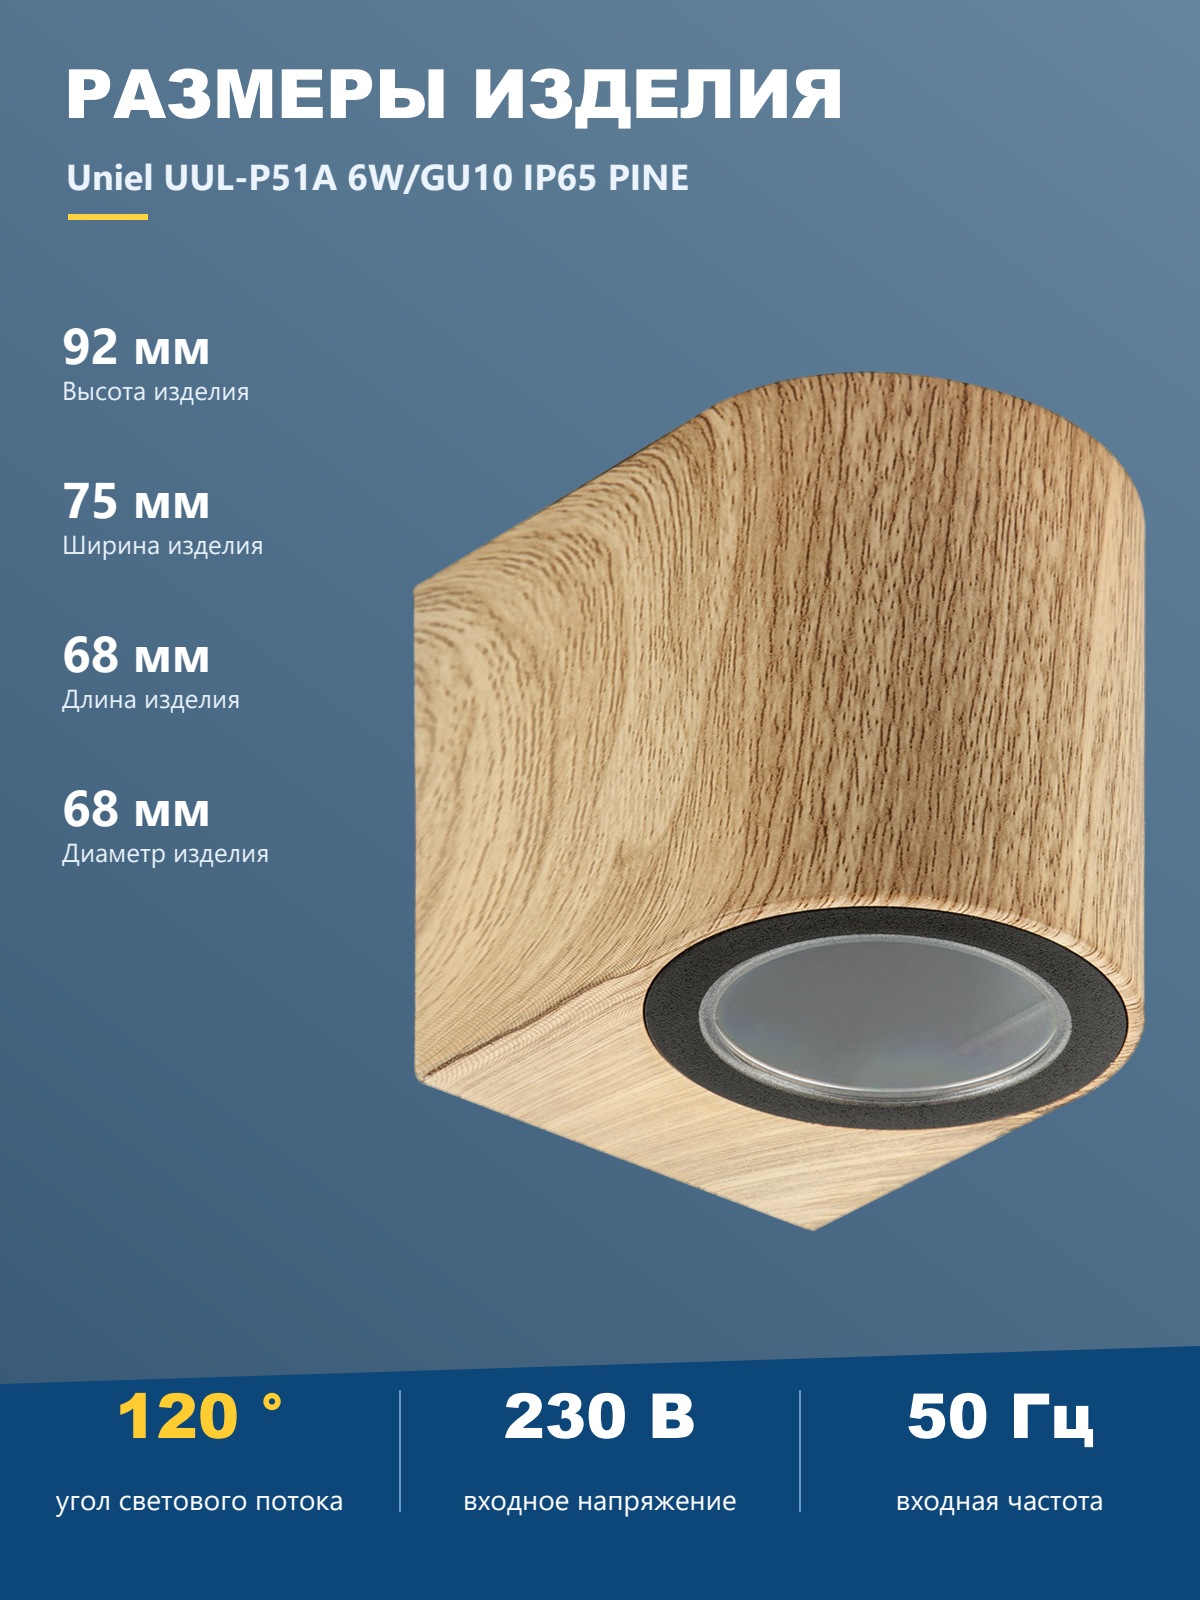 РАЗМЕРЫ ИЗДЕЛИЯ
Uniel UUL-P51A 6W/GU10 IP65 PINE
92 мм
Высота изделия
75 мм
Ширина изделия
68 мм
Длина изделия
68 мм
Диаметр изделия
120 °
угол светового потока
230 В
входное напряжение
50 Гц
входная частота